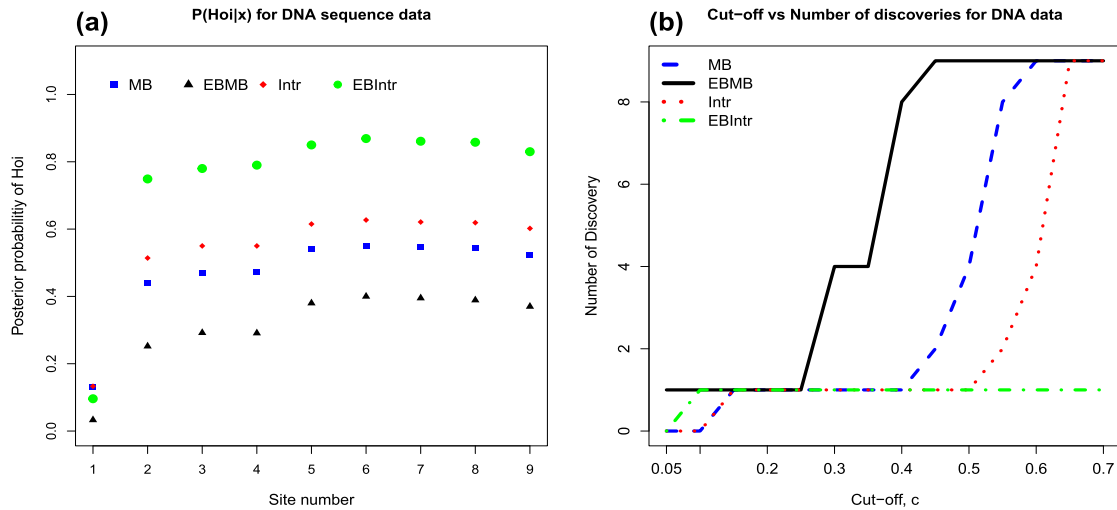 (a)
P(Hoi|x) for DNA sequence data
MB
EBMB
Intr
EBIntr
Posterior probabilitiy of Hoi
0.0
0.2
0.4
0.6
0.8
1.0
1 2 3 4 5 6 7 8 9
Site number
(b)
Cut−off vs Number of discoveries for DNA data
MB
EBMB
Intr
EBIntr
Number of Discovery
0
2
4
6
8
0.05 0.2 0.3 0.4 0.5 0.6 0.7
Cut−off, c